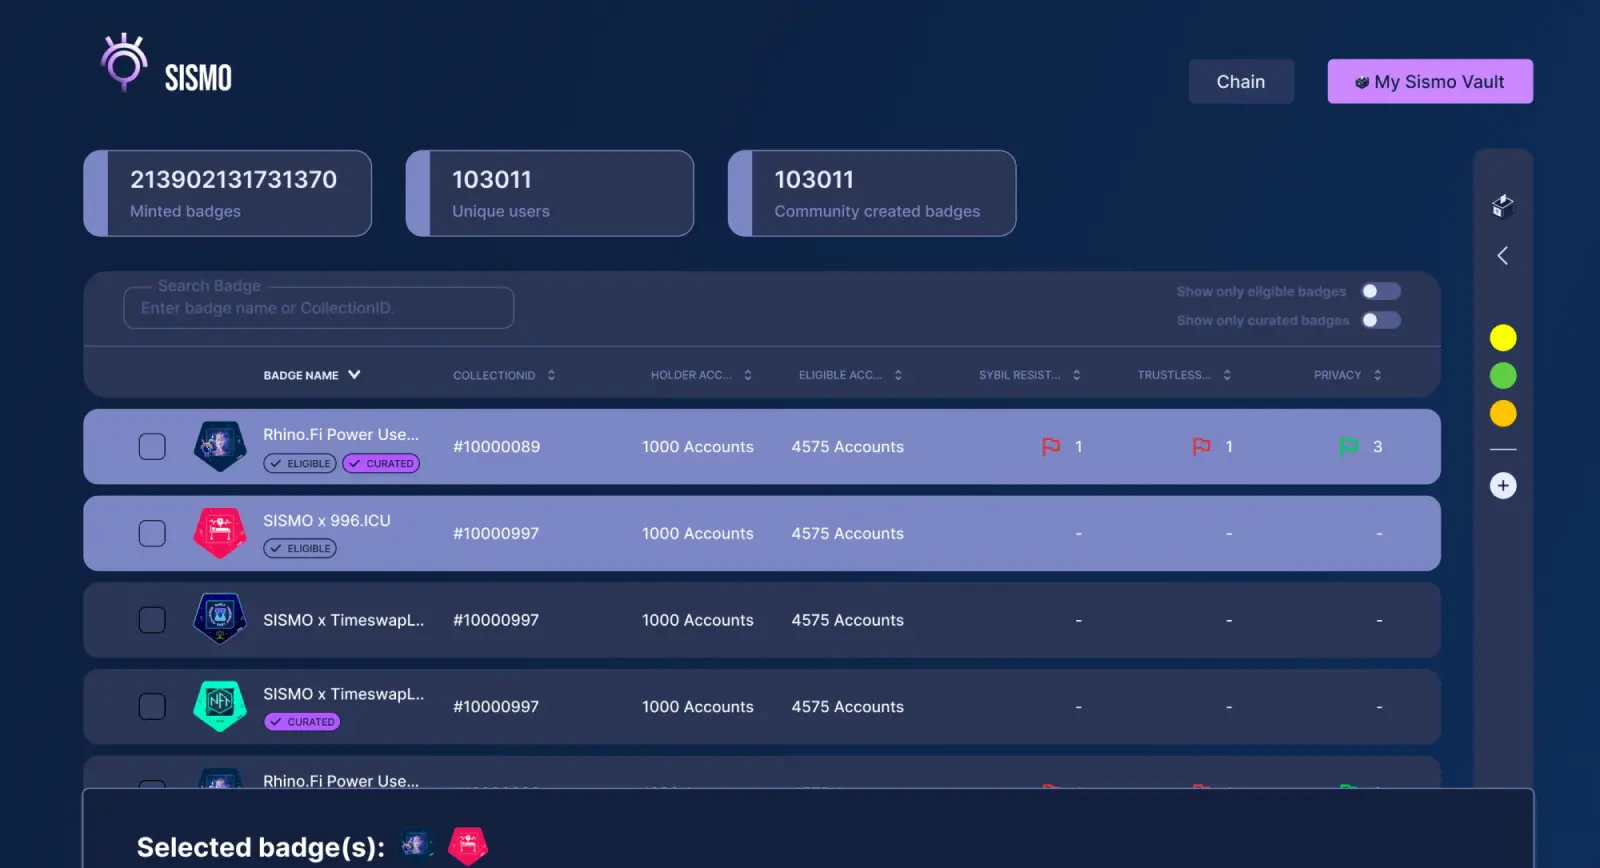 SISMO
Chain
My Sismo Vault
213902131731370
Minted badges
103011
Unique users
103011
Community created badges
Search Badge
Enter badge name or CollectionID.
Show only eligible badges
Show only curated badges
BADGE NAME
COLLECTIONID
HOLDER ACC...
ELIGIBLE ACC...
SYBIL RESIST...
TRUSTLESS...
PRIVACY
Rhino.Fi Power Use...
ELIGIBLE
CURATED
#10000089
1000 Accounts
4575 Accounts
1
1
3
SISMO x 996.ICU
ELIGIBLE
#10000997
1000 Accounts
4575 Accounts
-
-
-
SISMO x TimeswapL..
#10000997
1000 Accounts
4575 Accounts
-
-
-
SISMO x TimeswapL..
CURATED
#10000997
1000 Accounts
4575 Accounts
-
-
-
Rhino.Fi Power Use...
Selected badge(s):